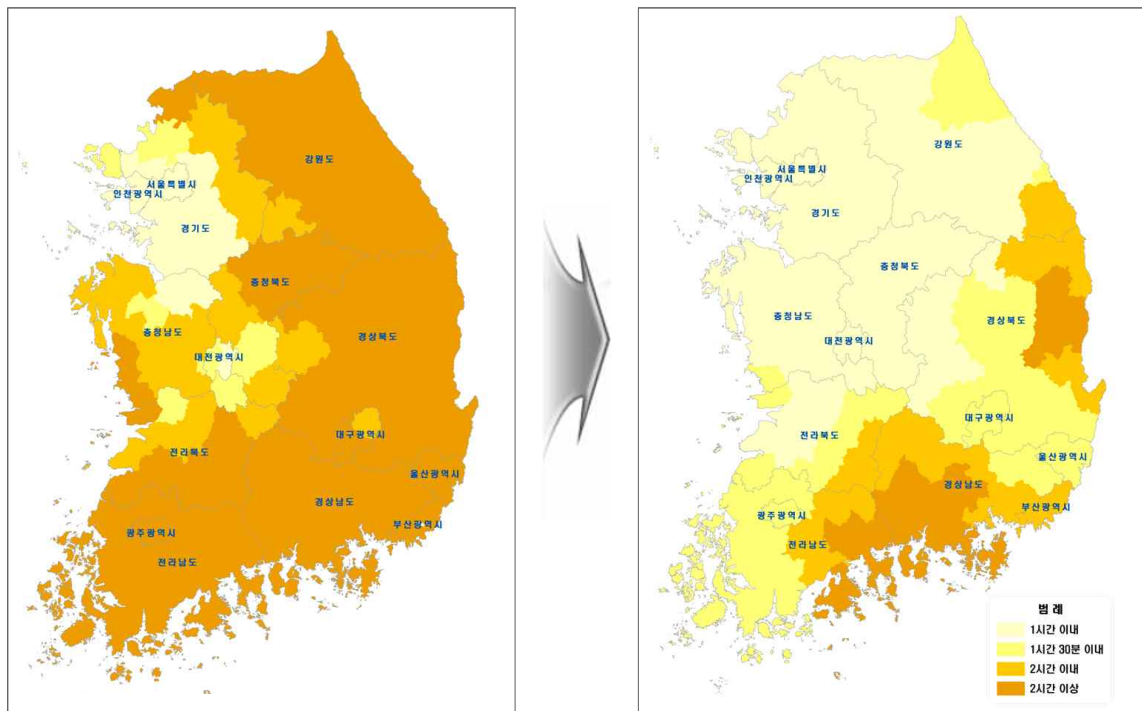 강원도
서울특별시
인천광역시
경기도
충청북도
충청남도
경상북도
대전광역시
대구광역시
전라북도
울산광역시
경상남도
부산광역시
광주광역시
전라남도
강원도
서울특별시
인천광역시
경기도
충청북도
충청남도
경상북도
대전광역시
대구광역시
전라북도
울산광역시
경상남도
부산광역시
광주광역시
전라남도
범 례
1시간 이내
1시간 30분 이내
2시간 이내
2시간 이상